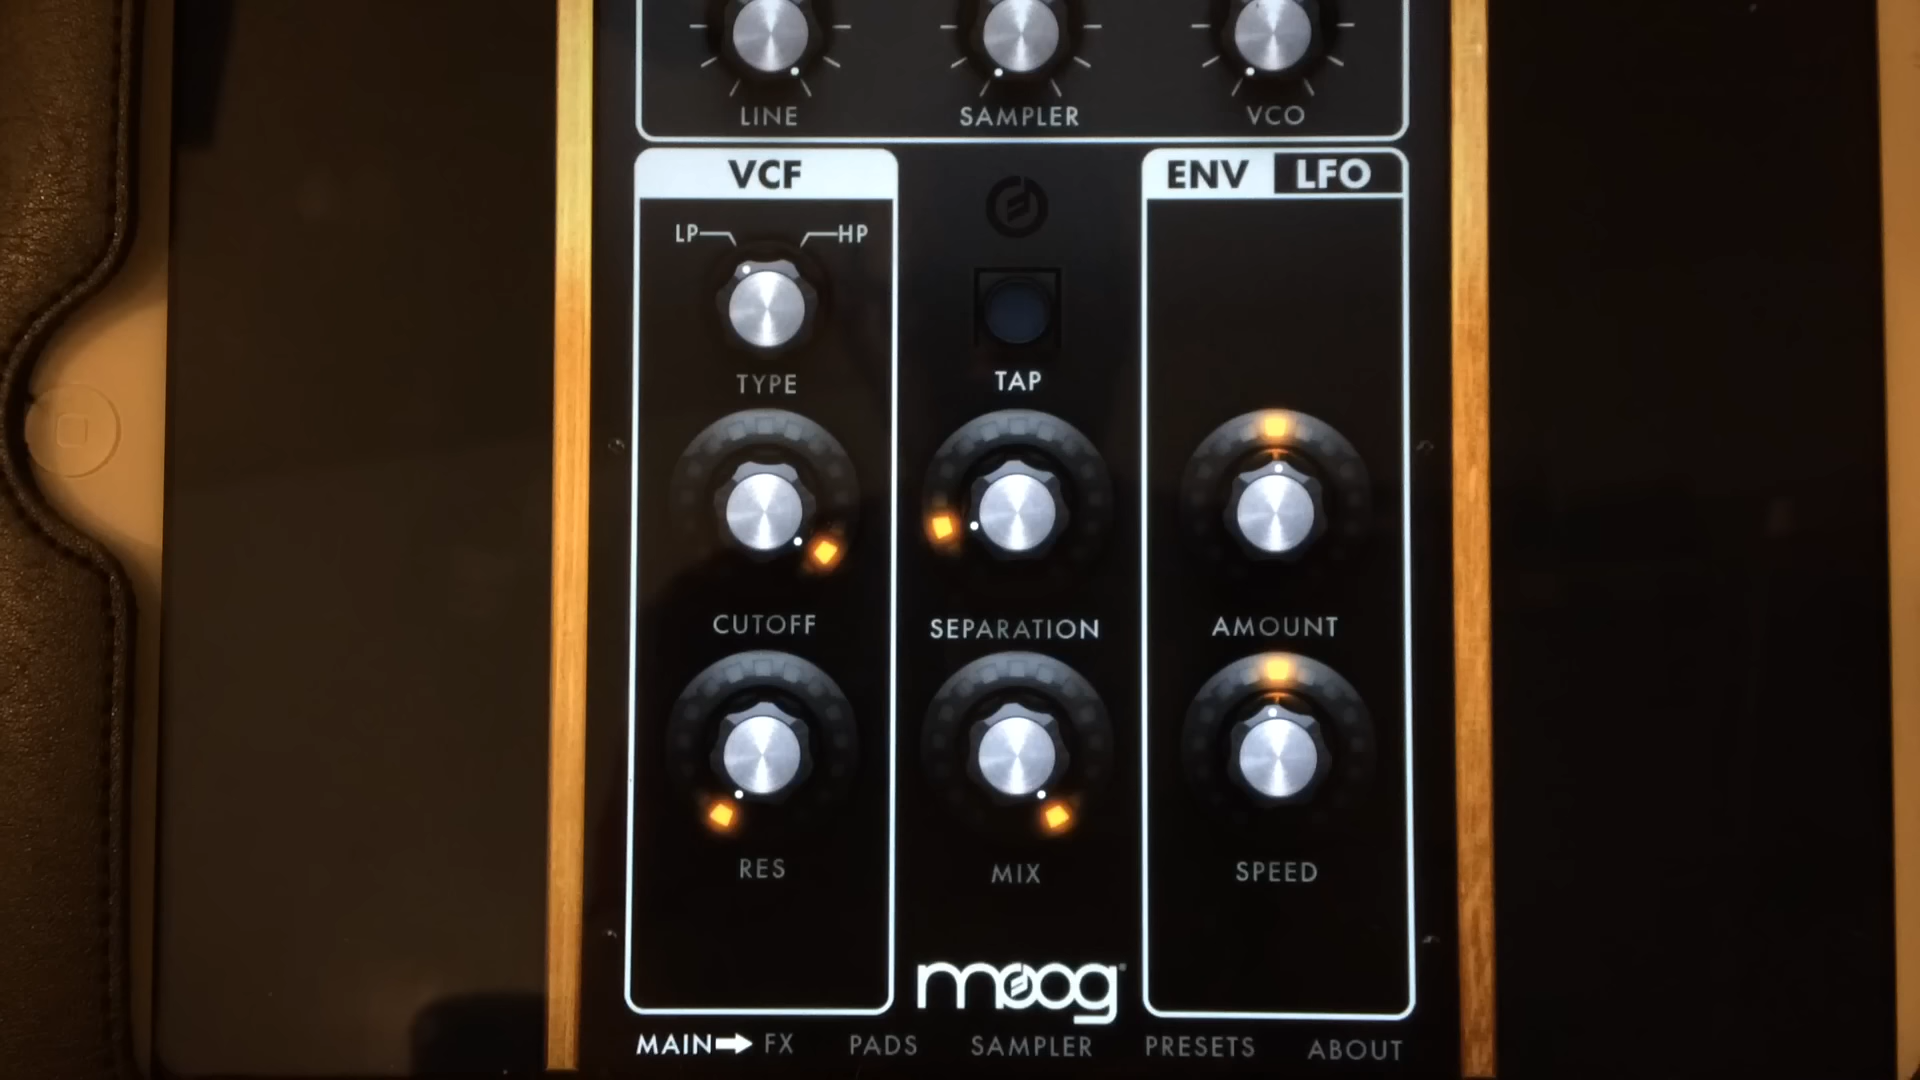 LINE SAMPLER VCO
VCF ENV LFO
LP HP
TYPE TAP
CUTOFF SEPARATION AMOUNT
RES MIX SPEED
moog
MAIN FX PADS SAMPLER PRESETS ABOUT